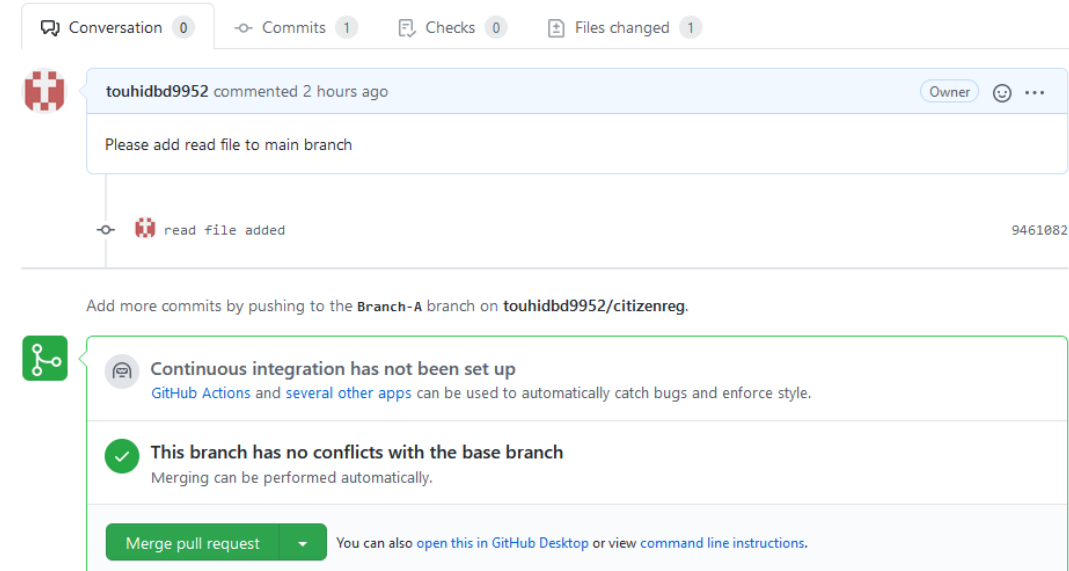 Conversation 0 Commits 1 Checks 0 Files changed 1
touhidbd9952 commented 2 hours ago Owner
Please add read file to main branch
read file added 9461082
Add more commits by pushing to the Branch-A branch on touhidbd9952/citizenreg.
Continuous integration has not been set up
GitHub Actions and several other apps can be used to automatically catch bugs and enforce style.
This branch has no conflicts with the base branch
Merging can be performed automatically.
Merge pull request You can also open this in GitHub Desktop or view command line instructions.